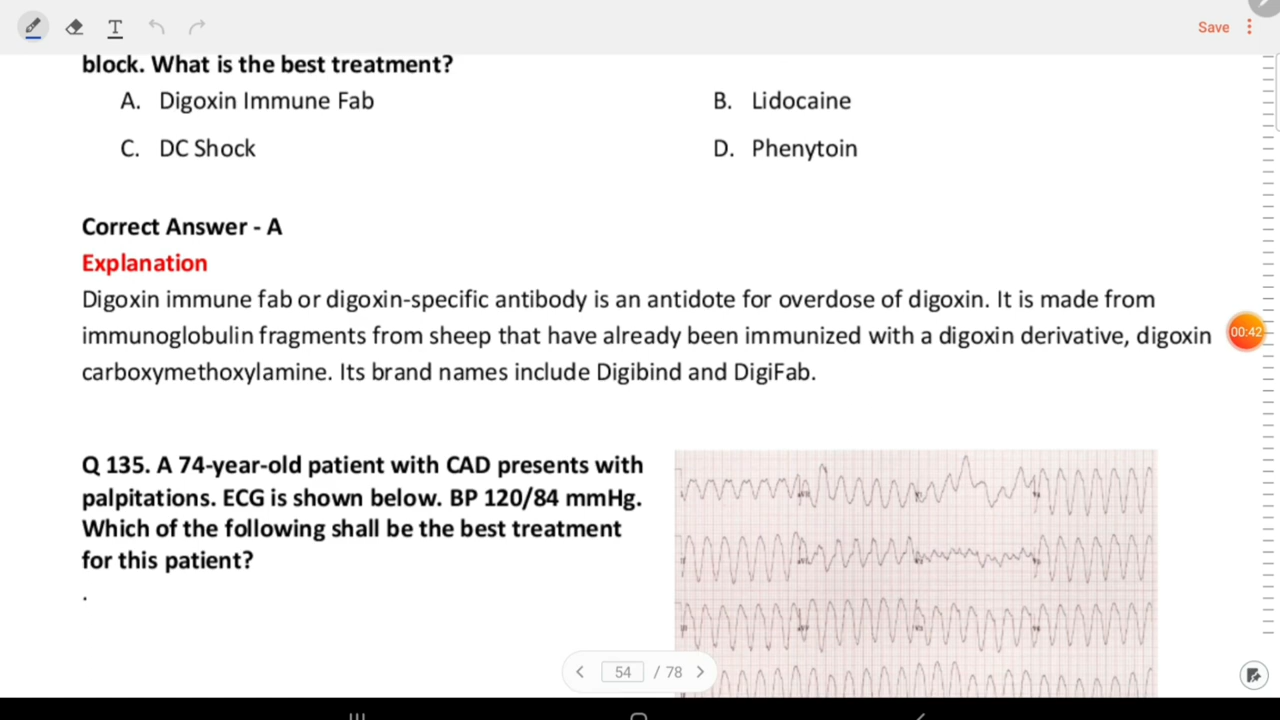 T
Save
block. What is the best treatment?
A. Digoxin Immune Fab
B. Lidocaine
C. DC Shock
D. Phenytoin
Correct Answer - A
Explanation
Digoxin immune fab or digoxin-specific antibody is an antidote for overdose of digoxin. It is made from
immunoglobulin fragments from sheep that have already been immunized with a digoxin derivative, digoxin
carboxymethoxylamine. Its brand names include Digibind and DigiFab.
00:42
Q 135. A 74-year-old patient with CAD presents with
palpitations. ECG is shown below. BP 120/84 mmHg.
Which of the following shall be the best treatment
for this patient?
.
54 / 78